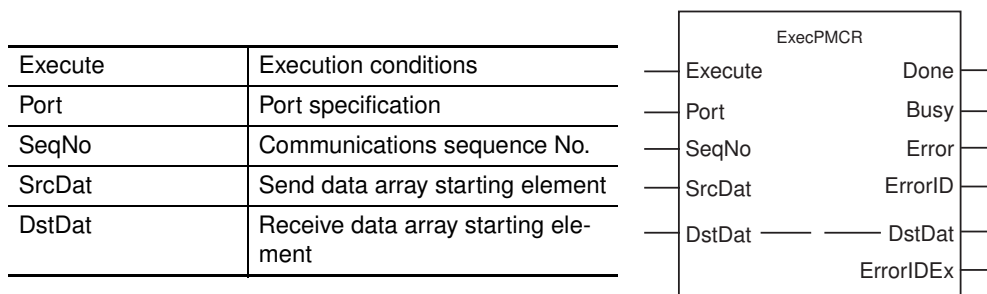 Execute Execution conditions
Port Port specification
SeqNo Communications sequence No.
SrcDat Send data array starting element
DstDat Receive data array starting ele-
ment
ExecPMCR
Execute Done
Port Busy
SeqNo Error
SrcDat ErrorID
DstDat DstDat
ErrorIDEx